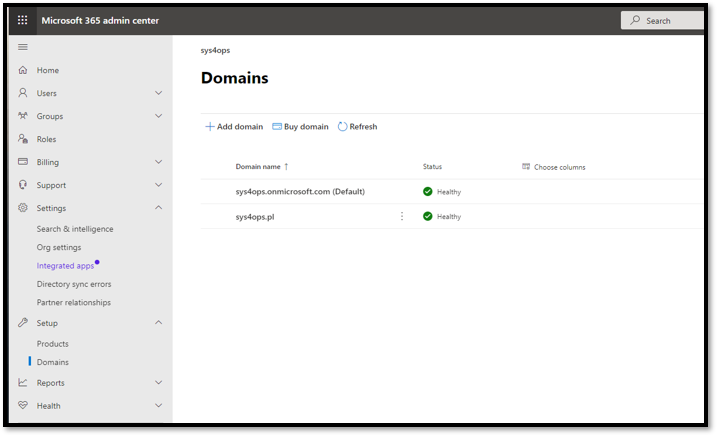 Microsoft 365 admin center
Search
Home
Users
Groups
Roles
Billing
Support
Settings
Search & intelligence
Org settings
Integrated apps
Directory sync errors
Partner relationships
Setup
Products
Domains
Reports
Health
sys4ops
Domains
Add domain Buy domain Refresh
Domain name ↑ Status Choose columns
sys4ops.onmicrosoft.com (Default) Healthy
sys4ops.pl Healthy